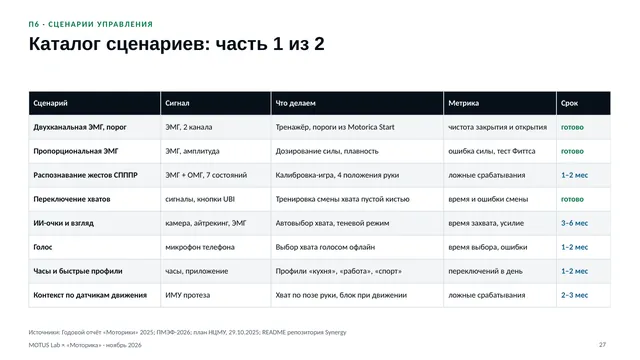 П6 · СЦЕНАРИИ УПРАВЛЕНИЯ
Каталог сценариев: часть 1 из 2
Сценарий Сигнал Что делаем Метрика Срок
Двухканальная ЭМГ, порог ЭМГ, 2 канала Тренажёр, пороги из Motorica Start чистота закрытия и открытия готово
Пропорциональная ЭМГ ЭМГ, амплитуда Дозирование силы, плавность ошибка силы, тест Фиттса готово
Распознавание жестов СПППР ЭМГ + ОМГ, 7 состояний Калибровка-игра, 4 положения руки ложные срабатывания 1–2 мес
Переключение хватов сигналы, кнопки UBI Тренировка смены хвата пустой кистью время и ошибки смены готово
ИИ-очки и взгляд камера, айтрекинг, ЭМГ Автовыбор хвата, теневой режим время захвата, усилие 3–6 мес
Голос микрофон телефона Выбор хвата голосом офлайн время выбора, ошибки 1–2 мес
Часы и быстрые профили часы, приложение Профили «кухня», «работа», «спорт» переключений в день 1–2 мес
Контекст по датчикам движения ИМУ протеза Хват по позе руки, блок при движении ложные срабатывания 2–3 мес
Источники: Годовой отчёт «Моторики» 2025; ПМЭФ-2026; план НЦМУ, 29.10.2025; README репозитория Synergy
MOTUS Lab × «Моторика» · ноябрь 2026 27